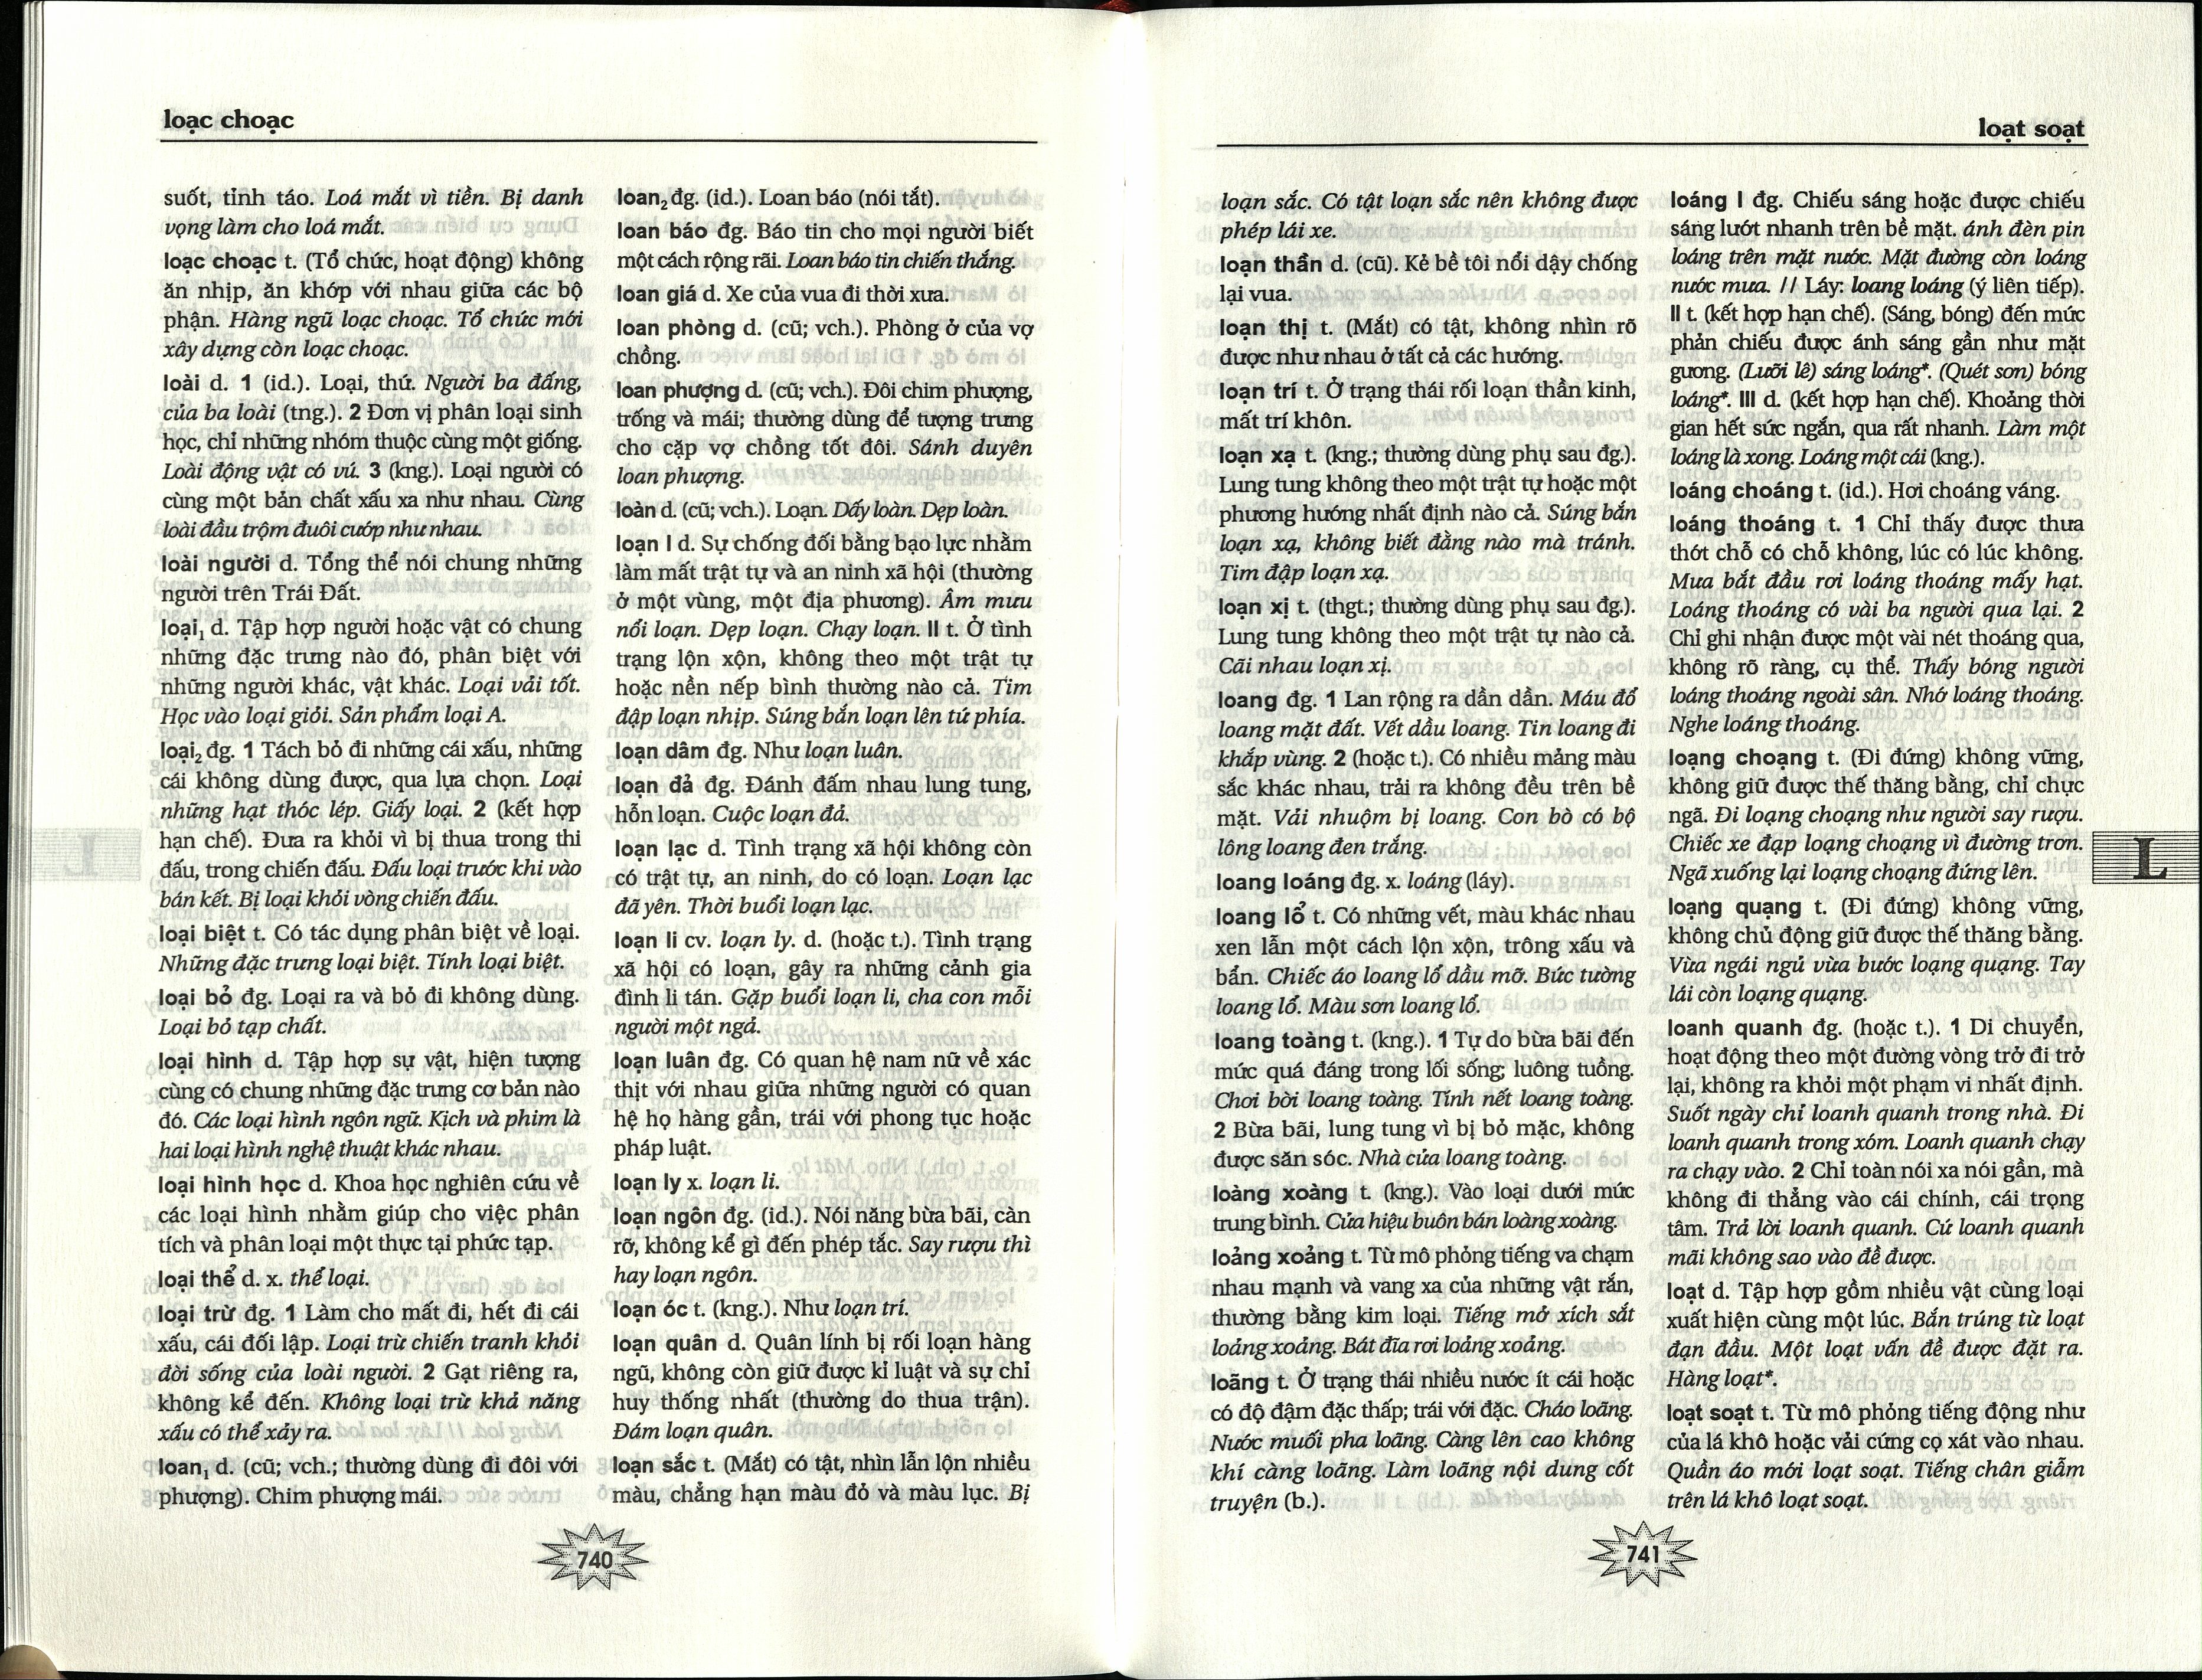 loạc choạc
suốt, tỉnh táo. Loá mắt vì tiền. Bị danh
vọng làm cho loá mắt.
loạc choạc t. (Tổ chức, hoạt động) không
ăn nhịp, ăn khớp với nhau giữa các bộ
phận. Hàng ngũ loạc choạc. Tổ chức mới
xây dựng còn loạc choạc.
loài d. 1 (id.). Loại, thứ. Người ba đấng,
của ba loài (tng.). 2 Đơn vị phân loại sinh
học, chỉ những nhóm thuộc cùng một giống.
Loài động vật có vú. 3 (kng.). Loại người có
cùng một bản chất xấu xa như nhau. Cùng
loài đầu trộm đuôi cướp như nhau.
loài người d. Tổng thể nói chung những
người trên Trái Đất.
loại₁ d. Tập hợp người hoặc vật có chung
những đặc trưng nào đó, phân biệt với
những người khác, vật khác. Loại vải tốt.
Học vào loại giỏi. Sản phẩm loại A.
loại₂ đg. 1 Tách bỏ đi những cái xấu, những
cái không dùng được, qua lựa chọn. Loại
những hạt thóc lép. Giấy loại. 2 (kết hợp
hạn chế). Đưa ra khỏi vì bị thua trong thi
đấu, trong chiến đấu. Đấu loại trước khi vào
bán kết. Bị loại khỏi vòng chiến đấu.
loại biệt t. Có tác dụng phân biệt về loại.
Những đặc trưng loại biệt. Tính loại biệt.
loại bỏ đg. Loại ra và bỏ đi không dùng.
Loại bỏ tạp chất.
loại hình d. Tập hợp sự vật, hiện tượng
cùng có chung những đặc trưng cơ bản nào
đó. Các loại hình ngôn ngữ. Kịch và phim là
hai loại hình nghệ thuật khác nhau.
loại hình học d. Khoa học nghiên cứu về
các loại hình nhằm giúp cho việc phân
tích và phân loại một thực tại phức tạp.
loại thể d. x. thể loại.
loại trừ đg. 1 Làm cho mất đi, hết đi cái
xấu, cái đối lập. Loại trừ chiến tranh khỏi
đời sống của loài người. 2 Gạt riêng ra,
không kể đến. Không loại trừ khả năng
xấu có thể xảy ra.
loan₁ d. (cũ; vch.; thường dùng đi đôi với
phượng). Chim phượng mái.
loan₂ đg. (id.). Loan báo (nói tắt).
loan báo đg. Báo tin cho mọi người biết
một cách rộng rãi. Loan báo tin chiến thắng.
loan giá d. Xe của vua đi thời xưa.
loan phòng d. (cũ; vch.). Phòng ở của vợ
chồng.
loan phượng d. (cũ; vch.). Đôi chim phượng,
trống và mái; thường dùng để tượng trưng
cho cặp vợ chồng tốt đôi. Sánh duyên
loan phượng.
loàn d. (cũ; vch.). Loạn. Dấy loàn. Dẹp loàn.
loạn I d. Sự chống đối bằng bạo lực nhằm
làm mất trật tự và an ninh xã hội (thường
ở một vùng, một địa phương). Âm mưu
nổi loạn. Dẹp loạn. Chạy loạn. II t. Ở tình
trạng lộn xộn, không theo một trật tự
hoặc nền nếp bình thường nào cả. Tim
đập loạn nhịp. Súng bắn loạn lên tứ phía.
loạn dâm đg. Như loạn luân.
loạn đả đg. Đánh đấm nhau lung tung,
hỗn loạn. Cuộc loạn đả.
loạn lạc d. Tình trạng xã hội không còn
có trật tự, an ninh, do có loạn. Loạn lạc
đã yên. Thời buổi loạn lạc.
loạn li cv. loạn ly. d. (hoặc t.). Tình trạng
xã hội có loạn, gây ra những cảnh gia
đình li tán. Gặp buổi loạn li, cha con mỗi
người một ngả.
loạn luân đg. Có quan hệ nam nữ về xác
thịt với nhau giữa những người có quan
hệ họ hàng gần, trái với phong tục hoặc
pháp luật.
loạn ly x. loạn li.
loạn ngôn đg. (id.). Nói năng bừa bãi, càn
rỡ, không kể gì đến phép tắc. Say rượu thì
hay loạn ngôn.
loạn óc t. (kng.). Như loạn trí.
loạn quân d. Quân lính bị rối loạn hàng
ngũ, không còn giữ được kỉ luật và sự chỉ
huy thống nhất (thường do thua trận).
Đám loạn quân.
loạn sắc t. (Mắt) có tật, nhìn lẫn lộn nhiều
màu, chẳng hạn màu đỏ và màu lục. Bị
740
loạt soạt
loạn sắc. Có tật loạn sắc nên không được
phép lái xe.
loạn thần d. (cũ). Kẻ bề tôi nổi dậy chống
lại vua.
loạn thị t. (Mắt) có tật, không nhìn rõ
được như nhau ở tất cả các hướng.
loạn trí t. Ở trạng thái rối loạn thần kinh,
mất trí khôn.
loạn xạ t. (kng.; thường dùng phụ sau đg.).
Lung tung không theo một trật tự hoặc một
phương hướng nhất định nào cả. Súng bắn
loạn xạ, không biết đằng nào mà tránh.
Tim đập loạn xạ.
loạn xị t. (thgt.; thường dùng phụ sau đg.).
Lung tung không theo một trật tự nào cả.
Cãi nhau loạn xị.
loang đg. 1 Lan rộng ra dần dần. Máu đổ
loang mặt đất. Vết dầu loang. Tin loang đi
khắp vùng. 2 (hoặc t.). Có nhiều mảng màu
sắc khác nhau, trải ra không đều trên bề
mặt. Vải nhuộm bị loang. Con bò có bộ
lông loang đen trắng.
loang loáng đg. x. loáng (láy).
loang lổ t. Có những vết, màu khác nhau
xen lẫn một cách lộn xộn, trông xấu và
bẩn. Chiếc áo loang lổ dầu mỡ. Bức tường
loang lổ. Màu sơn loang lổ.
loang toàng t. (kng.). 1 Tự do bừa bãi đến
mức quá đáng trong lối sống; luông tuồng.
Chơi bời loang toàng. Tính nết loang toàng.
2 Bừa bãi, lung tung vì bị bỏ mặc, không
được săn sóc. Nhà cửa loang toàng.
loàng xoàng t. (kng.). Vào loại dưới mức
trung bình. Cửa hiệu buôn bán loàng xoàng.
loảng xoảng t. Từ mô phỏng tiếng va chạm
nhau mạnh và vang xa của những vật rắn,
thường bằng kim loại. Tiếng mở xích sắt
loảng xoảng. Bát đĩa rơi loảng xoảng.
loãng t. Ở trạng thái nhiều nước ít cái hoặc
có độ đậm đặc thấp; trái với đặc. Cháo loãng.
Nước muối pha loãng. Càng lên cao không
khí càng loãng. Làm loãng nội dung cốt
truyện (b.).
loáng I đg. Chiếu sáng hoặc được chiếu
sáng lướt nhanh trên bề mặt. ánh đèn pin
loáng trên mặt nước. Mặt đường còn loáng
nước mưa. // Láy: loang loáng (ý liên tiếp).
II t. (kết hợp hạn chế). (Sáng, bóng) đến mức
phản chiếu được ánh sáng gần như mặt
gương. (Lưỡi lê) sáng loáng*. (Quét sơn) bóng
loáng*. III d. (kết hợp hạn chế). Khoảng thời
gian hết sức ngắn, qua rất nhanh. Làm một
loáng là xong. Loáng một cái (kng.).
loáng choáng t. (id.). Hơi choáng váng.
loáng thoáng t. 1 Chỉ thấy được thưa
thớt chỗ có chỗ không, lúc có lúc không.
Mưa bắt đầu rơi loáng thoáng mấy hạt.
Loáng thoáng có vài ba người qua lại. 2
Chỉ ghi nhận được một vài nét thoáng qua,
không rõ ràng, cụ thể. Thấy bóng người
loáng thoáng ngoài sân. Nhớ loáng thoáng.
Nghe loáng thoáng.
loạng choạng t. (Đi đứng) không vững,
không giữ được thế thăng bằng, chỉ chực
ngã. Đi loạng choạng như người say rượu.
Chiếc xe đạp loạng choạng vì đường trơn.
Ngã xuống lại loạng choạng đứng lên.
loạng quạng t. (Đi đứng) không vững,
không chủ động giữ được thế thăng bằng.
Vừa ngái ngủ vừa bước loạng quạng. Tay
lái còn loạng quạng.
loanh quanh đg. (hoặc t.). 1 Di chuyển,
hoạt động theo một đường vòng trở đi trở
lại, không ra khỏi một phạm vi nhất định.
Suốt ngày chỉ loanh quanh trong nhà. Đi
loanh quanh trong xóm. Loanh quanh chạy
ra chạy vào. 2 Chỉ toàn nói xa nói gần, mà
không đi thẳng vào cái chính, cái trọng
tâm. Trả lời loanh quanh. Cứ loanh quanh
mãi không sao vào đề được.
loạt d. Tập hợp gồm nhiều vật cùng loại
xuất hiện cùng một lúc. Bắn trúng từ loạt
đạn đầu. Một loạt vấn đề được đặt ra.
Hàng loạt*.
loạt soạt t. Từ mô phỏng tiếng động như
của lá khô hoặc vải cứng cọ xát vào nhau.
Quần áo mới loạt soạt. Tiếng chân giẫm
trên lá khô loạt soạt.
L
741